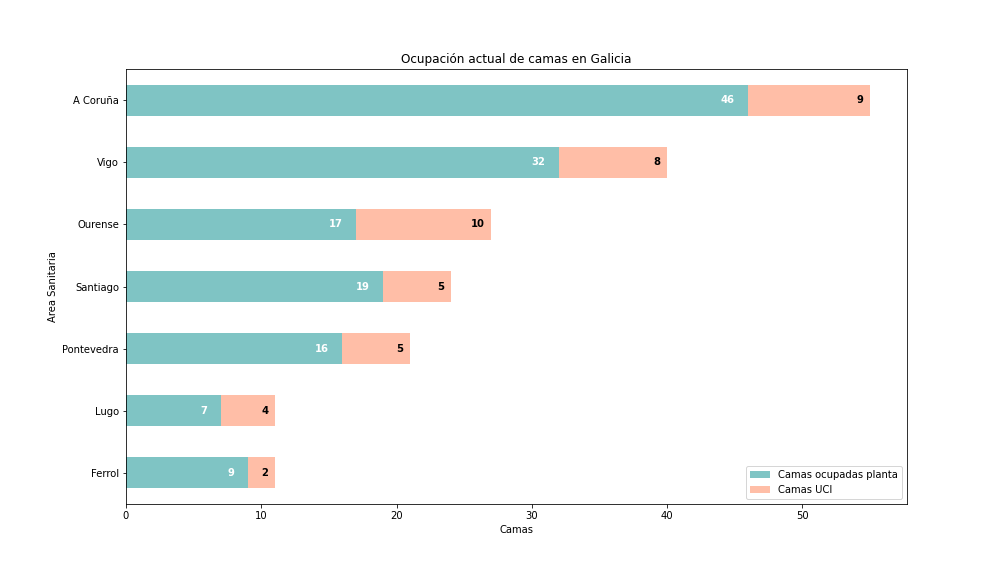 Ocupación actual de camas en Galicia
A Coruña 46 9
Vigo 32 8
Ourense 17 10
Santiago 19 5
Pontevedra 16 5
Lugo 7 4
Ferrol 9 2
Area Sanitaria
Camas ocupadas planta
Camas UCI
0 10 20 30 40 50
Camas